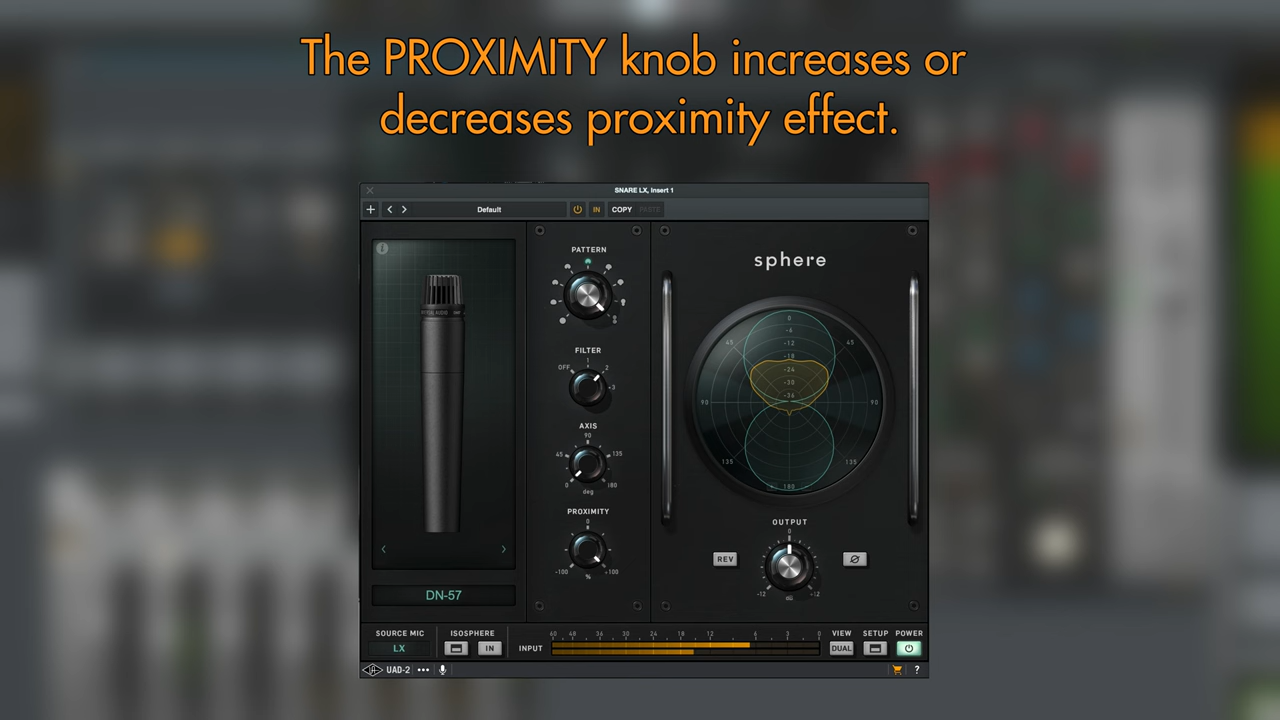 The PROXIMITY knob increases or
decreases proximity effect.
SNARE LX, Insert 1
Default
IN
COPY
PASTE
PATTERN
FILTER
OFF 1 2 3
AXIS
90
45 135
0 180
deg
PROXIMITY
0
-100 +100
%
DN-57
sphere
0
-6
-12
-18
-24
-30
-36
45 45
90 90
135 135
180
OUTPUT
0
REV
-12 +12
dB
SOURCE MIC
LX
ISOSPHERE
IN
INPUT
60 48 36 30 24 18 12 6 3 0
VIEW
DUAL
SETUP
POWER
UAD-2
?